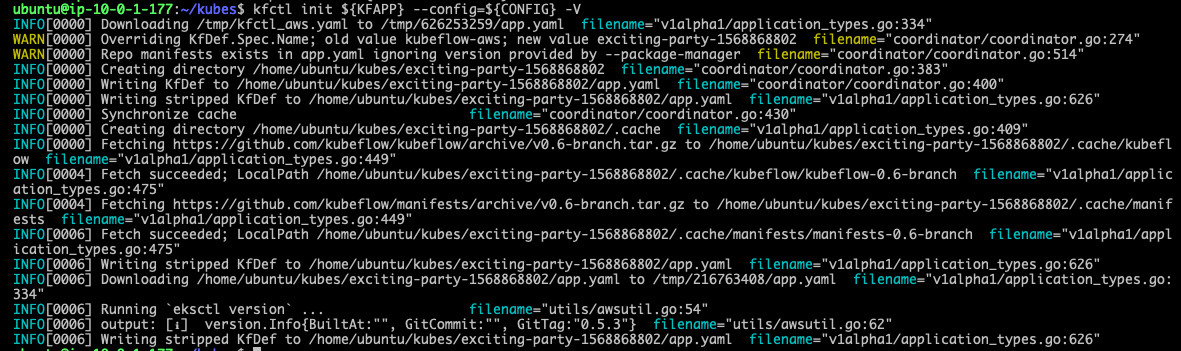 ubuntu@ip-10-0-1-177:~/kubes$ kfctl init ${KFAPP} --config=${CONFIG} -V
INFO[0000] Downloading /tmp/kfctl_aws.yaml to /tmp/626253259/app.yaml  filename="v1alpha1/application_types.go:334"
WARN[0000] Overriding KfDef.Spec.Name; old value kubeflow-aws; new value exciting-party-1568868802  filename="coordinator/coordinator.go:274"
WARN[0000] Repo manifests exists in app.yaml ignoring version provided by --package-manager  filename="coordinator/coordinator.go:514"
INFO[0000] Creating directory /home/ubuntu/kubes/exciting-party-1568868802  filename="coordinator/coordinator.go:383"
INFO[0000] Writing KfDef to /home/ubuntu/kubes/exciting-party-1568868802/app.yaml  filename="coordinator/coordinator.go:400"
INFO[0000] Writing stripped KfDef to /home/ubuntu/kubes/exciting-party-1568868802/app.yaml  filename="v1alpha1/application_types.go:626"
INFO[0000] Synchronize cache                             filename="coordinator/coordinator.go:430"
INFO[0000] Creating directory /home/ubuntu/kubes/exciting-party-1568868802/.cache  filename="v1alpha1/application_types.go:409"
INFO[0000] Fetching https://github.com/kubeflow/kubeflow/archive/v0.6-branch.tar.gz to /home/ubuntu/kubes/exciting-party-1568868802/.cache/kubefl
ow  filename="v1alpha1/application_types.go:449"
INFO[0004] Fetch succeeded; LocalPath /home/ubuntu/kubes/exciting-party-1568868802/.cache/kubeflow/kubeflow-0.6-branch  filename="v1alpha1/applic
ation_types.go:475"
INFO[0004] Fetching https://github.com/kubeflow/manifests/archive/v0.6-branch.tar.gz to /home/ubuntu/kubes/exciting-party-1568868802/.cache/manif
ests  filename="v1alpha1/application_types.go:449"
INFO[0006] Fetch succeeded; LocalPath /home/ubuntu/kubes/exciting-party-1568868802/.cache/manifests/manifests-0.6-branch  filename="v1alpha1/appl
ication_types.go:475"
INFO[0006] Writing stripped KfDef to /home/ubuntu/kubes/exciting-party-1568868802/app.yaml  filename="v1alpha1/application_types.go:626"
INFO[0006] Downloading /home/ubuntu/kubes/exciting-party-1568868802/app.yaml to /tmp/216763408/app.yaml  filename="v1alpha1/application_types.go:
334"
INFO[0006] Running `eksctl version` ...                  filename="utils/awsutil.go:54"
INFO[0006] output: [ℹ]  version.Info{BuiltAt:"", GitCommit:"", GitTag:"0.5.3"}  filename="utils/awsutil.go:62"
INFO[0006] Writing stripped KfDef to /home/ubuntu/kubes/exciting-party-1568868802/app.yaml  filename="v1alpha1/application_types.go:626"
ubuntu@ip-10-0-1-177:~/kubes$